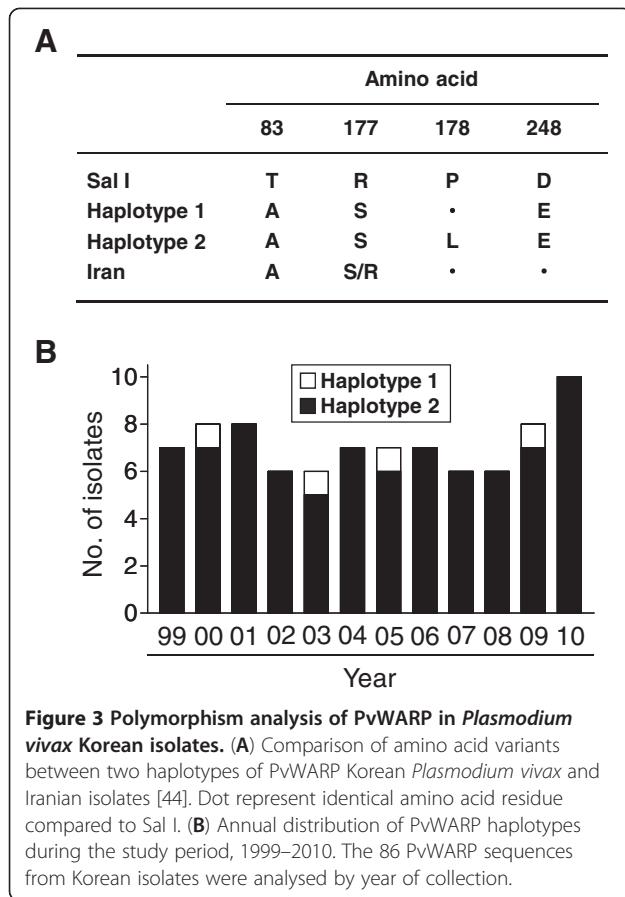 A
Amino acid
83 177 178 248
Sal I T R P D
Haplotype 1 A S · E
Haplotype 2 A S L E
Iran A S/R · ·
B
Haplotype 1
Haplotype 2
No. of isolates
10
8
6
4
2
0
99 00 01 02 03 04 05 06 07 08 09 10
Year
Figure 3 Polymorphism analysis of PvWARP in Plasmodium
vivax Korean isolates. (A) Comparison of amino acid variants
between two haplotypes of PvWARP Korean Plasmodium vivax and
Iranian isolates [44]. Dot represent identical amino acid residue
compared to Sal I. (B) Annual distribution of PvWARP haplotypes
during the study period, 1999–2010. The 86 PvWARP sequences
from Korean isolates were analysed by year of collection.